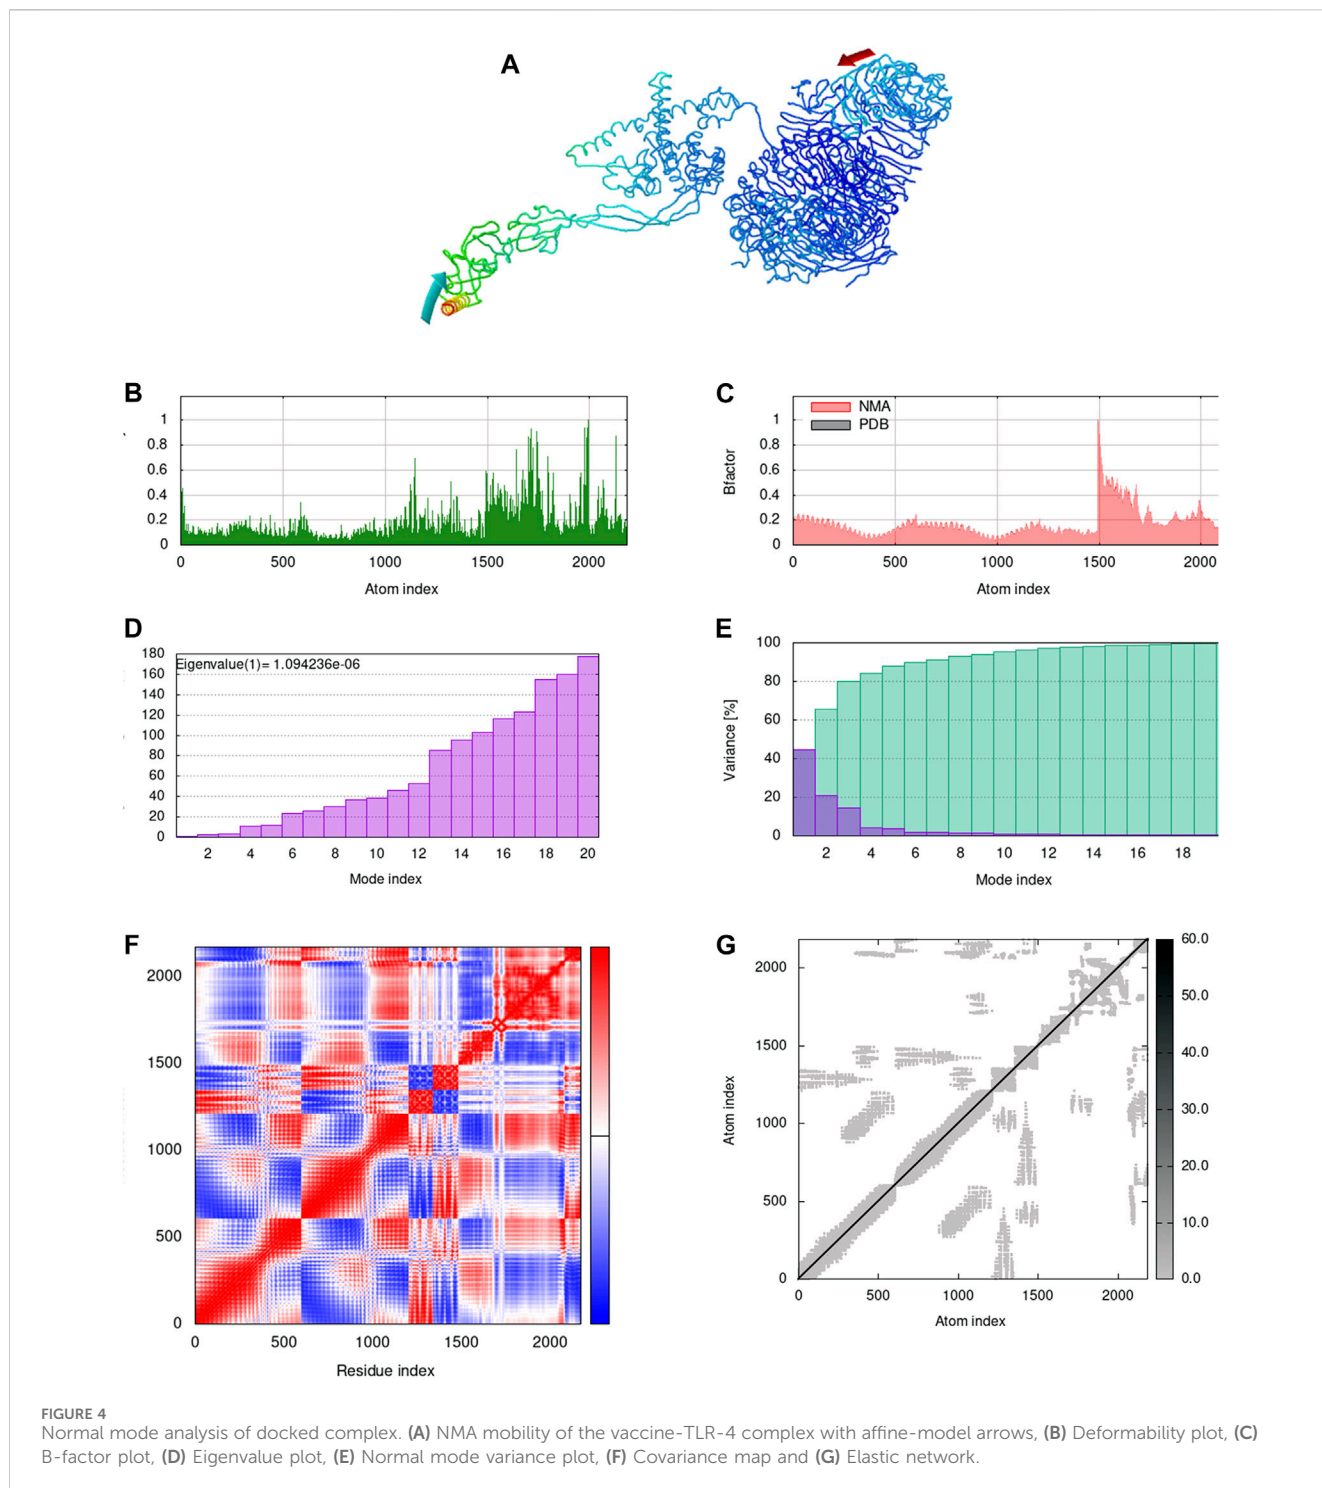 A
B
1
0.8
0.6
0.4
0.2
0
0 500 1000 1500 2000
Atom index
C
NMA
PDB
Bfactor
1
0.8
0.6
0.4
0.2
0
0 500 1000 1500 2000
Atom index
D
Eigenvalue(1)= 1.094236e-06
180
160
140
120
100
80
60
40
20
0
2 4 6 8 10 12 14 16 18 20
Mode index
E
Variance [%]
100
80
60
40
20
0
2 4 6 8 10 12 14 16 18
Mode index
F
2000
1500
1000
500
0
0 500 1000 1500 2000
Residue index
G
Atom index
2000
1500
1000
500
0
0 500 1000 1500 2000
Atom index
60.0
50.0
40.0
30.0
20.0
10.0
0.0
FIGURE 4
Normal mode analysis of docked complex. (A) NMA mobility of the vaccine-TLR-4 complex with affine-model arrows, (B) Deformability plot, (C)
B-factor plot, (D) Eigenvalue plot, (E) Normal mode variance plot, (F) Covariance map and (G) Elastic network.